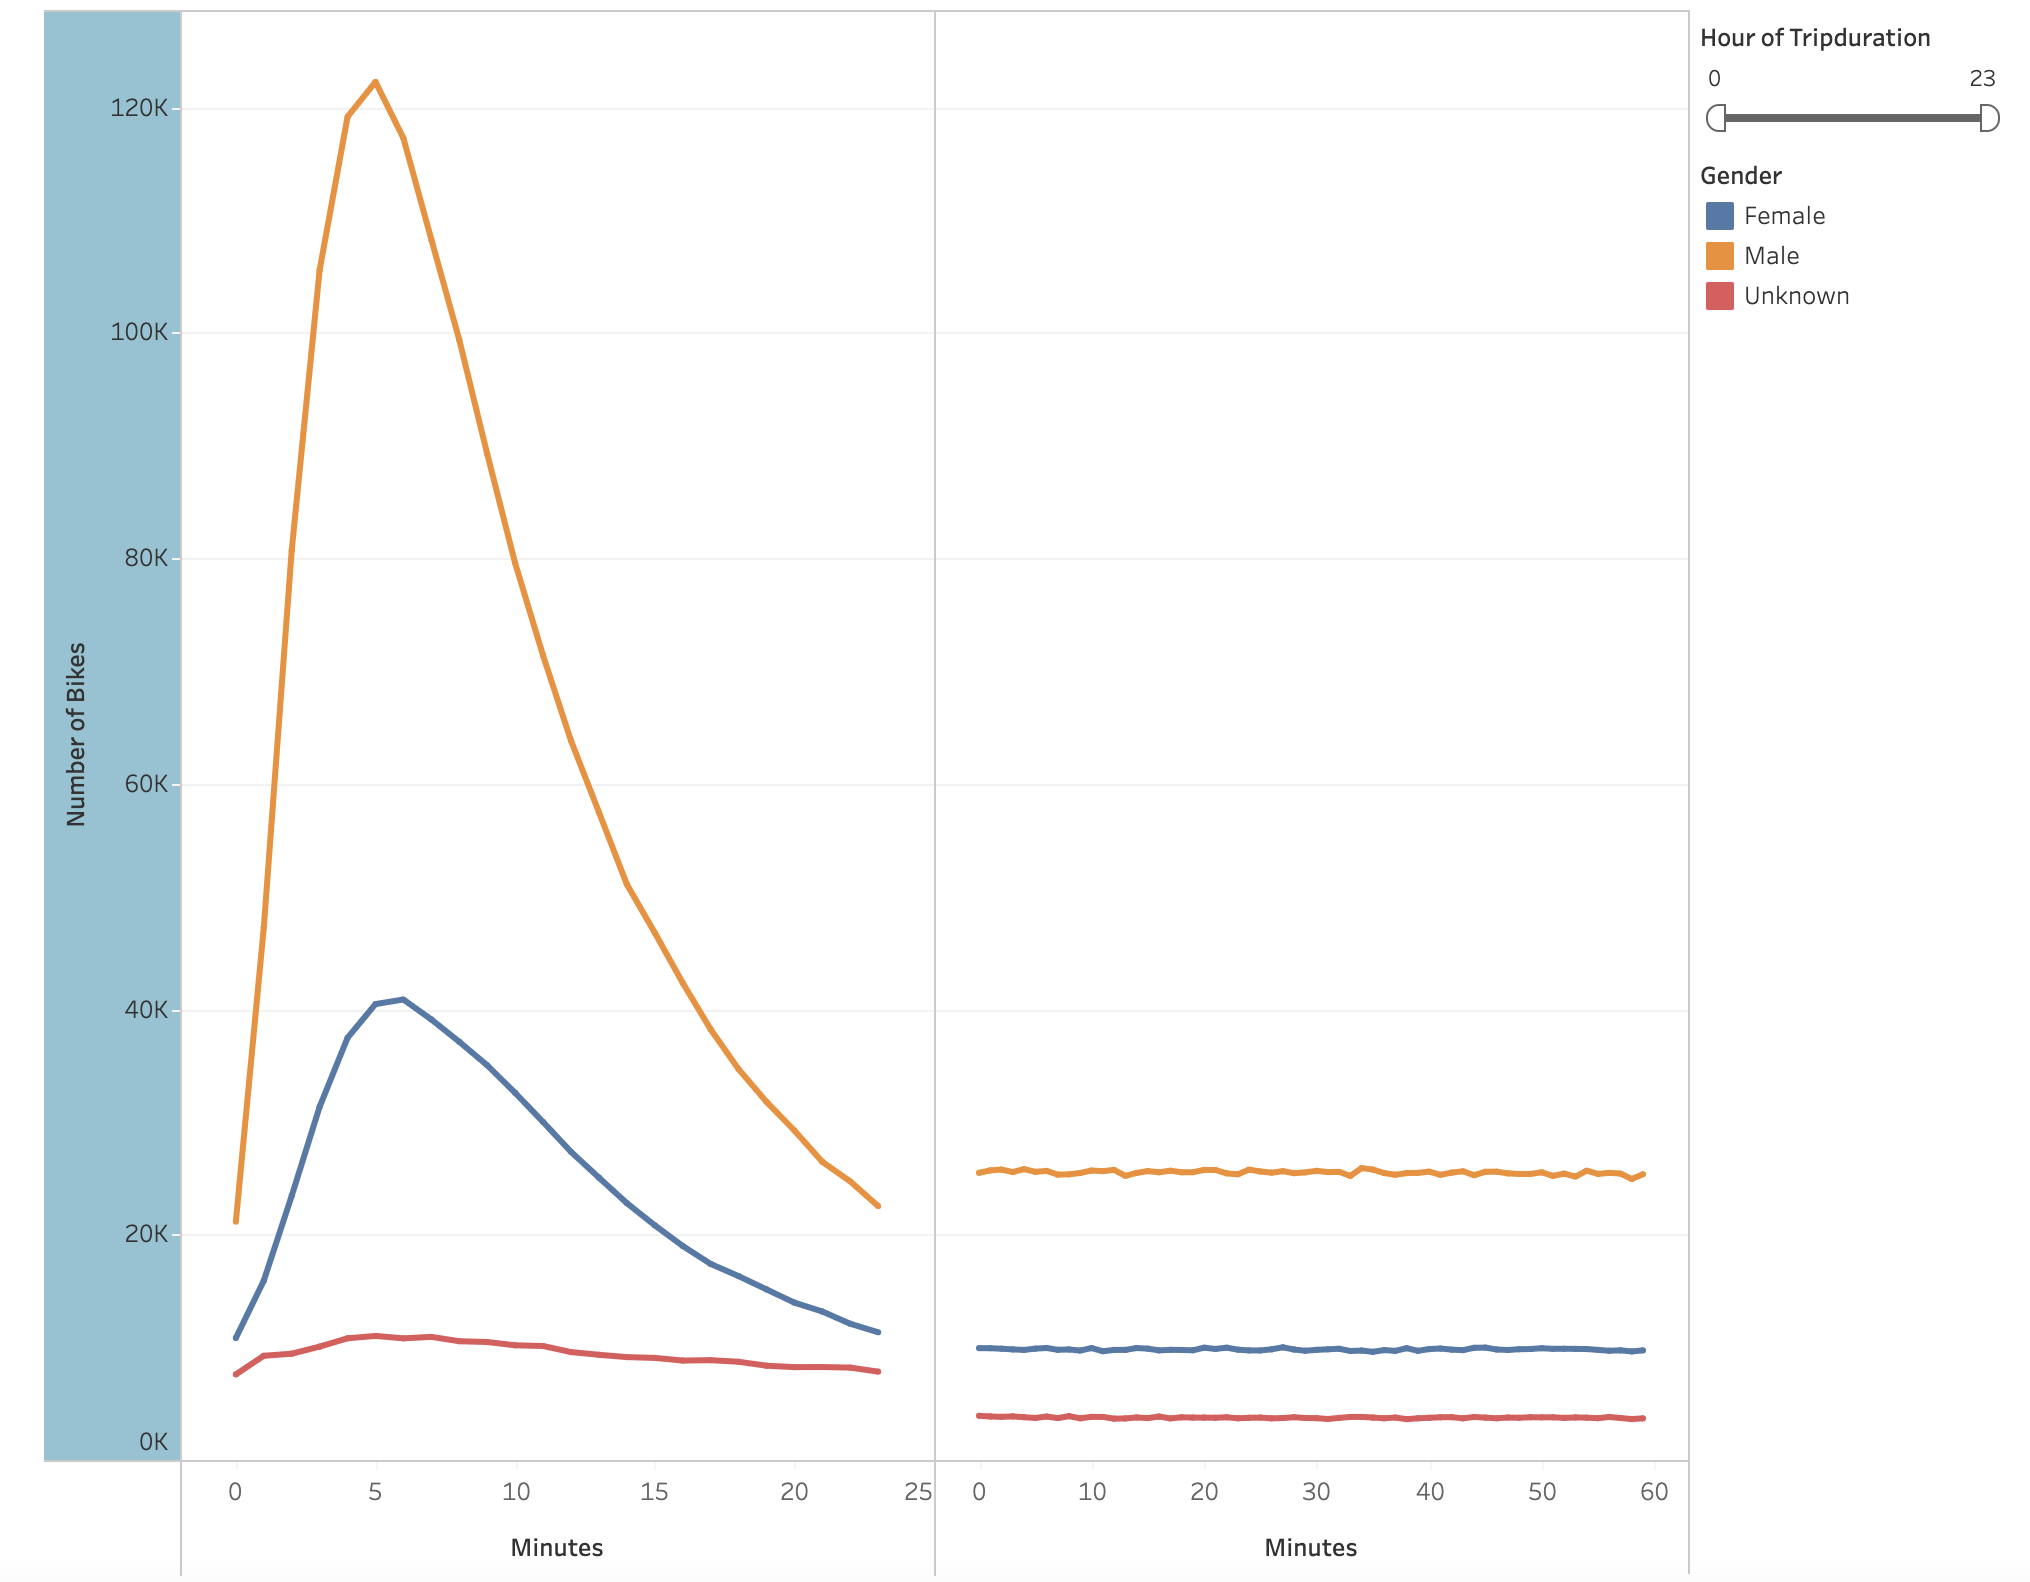 Number of Bikes
120K
100K
80K
60K
40K
20K
0K
0 5 10 15 20 25
Minutes
0 10 20 30 40 50 60
Minutes
Hour of Tripduration
0 23
Gender
Female
Male
Unknown